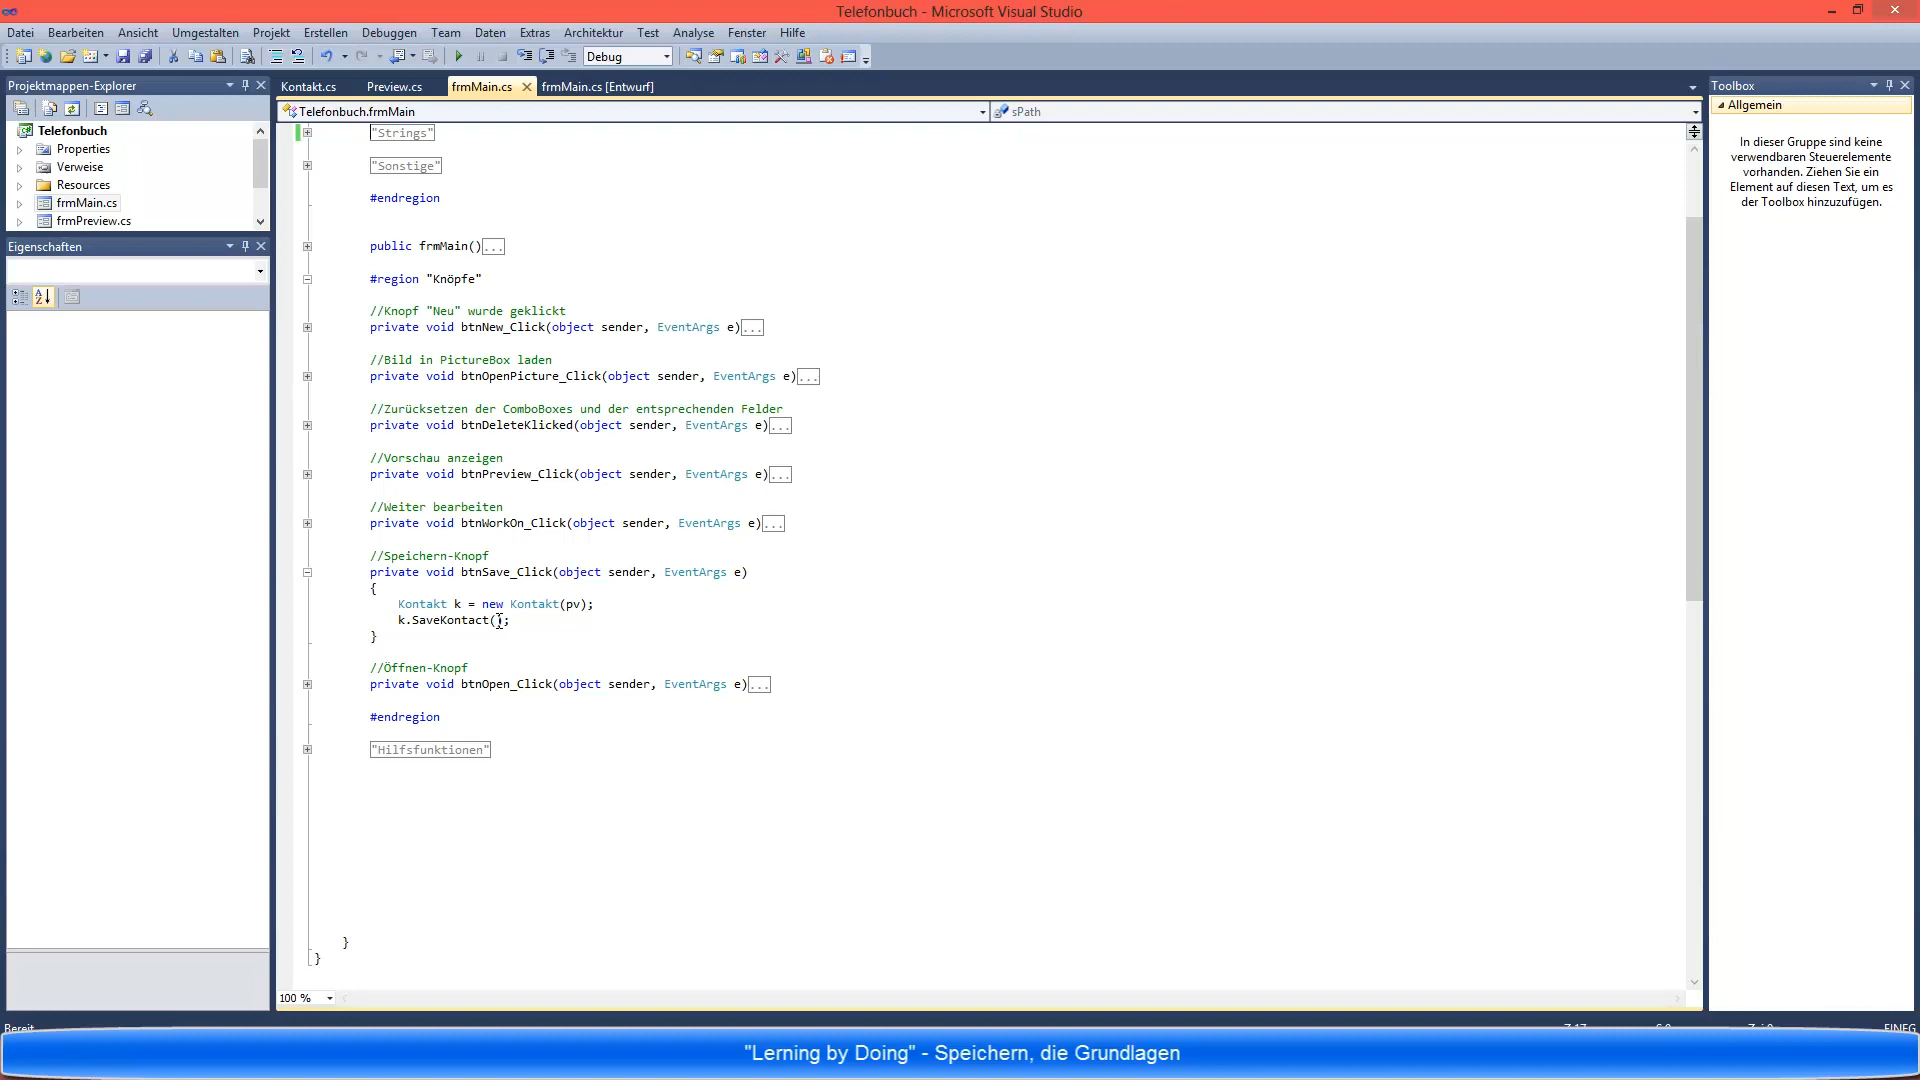 Telefonbuch - Microsoft Visual Studio
Datei Bearbeiten Ansicht Umgestalten Projekt Erstellen Debuggen Team Daten Extras Architektur Test Analyse Fenster Hilfe
Debug
Projektmappen-Explorer
Telefonbuch
Properties
Verweise
Resources
frmMain.cs
frmPreview.cs
Eigenschaften
Kontakt.cs Preview.cs frmMain.cs frmMain.cs [Entwurf]
Telefonbuch.frmMain sPath
"Strings"
"Sonstige"
#endregion
public frmMain()...
#region "Knöpfe"
//Knopf "Neu" wurde geklickt
private void btnNew_Click(object sender, EventArgs e)...
//Bild in PictureBox laden
private void btnOpenPicture_Click(object sender, EventArgs e)...
//Zurücksetzen der ComboBoxes und der entsprechenden Felder
private void btnDeleteKlicked(object sender, EventArgs e)...
//Vorschau anzeigen
private void btnPreview_Click(object sender, EventArgs e)...
//Weiter bearbeiten
private void btnWorkOn_Click(object sender, EventArgs e)...
//Speichern-Knopf
private void btnSave_Click(object sender, EventArgs e)
{
Kontakt k = new Kontakt(pv);
k.SaveKontact();
}
//Öffnen-Knopf
private void btnOpen_Click(object sender, EventArgs e)...
#endregion
"Hilfsfunktionen"
}
}
100 %
Toolbox
Allgemein
In dieser Gruppe sind keine
verwendbaren Steuerelemente
vorhanden. Ziehen Sie ein
Element auf diesen Text, um es
der Toolbox hinzuzufügen.
Bereit
"Lerning by Doing" - Speichern, die Grundlagen